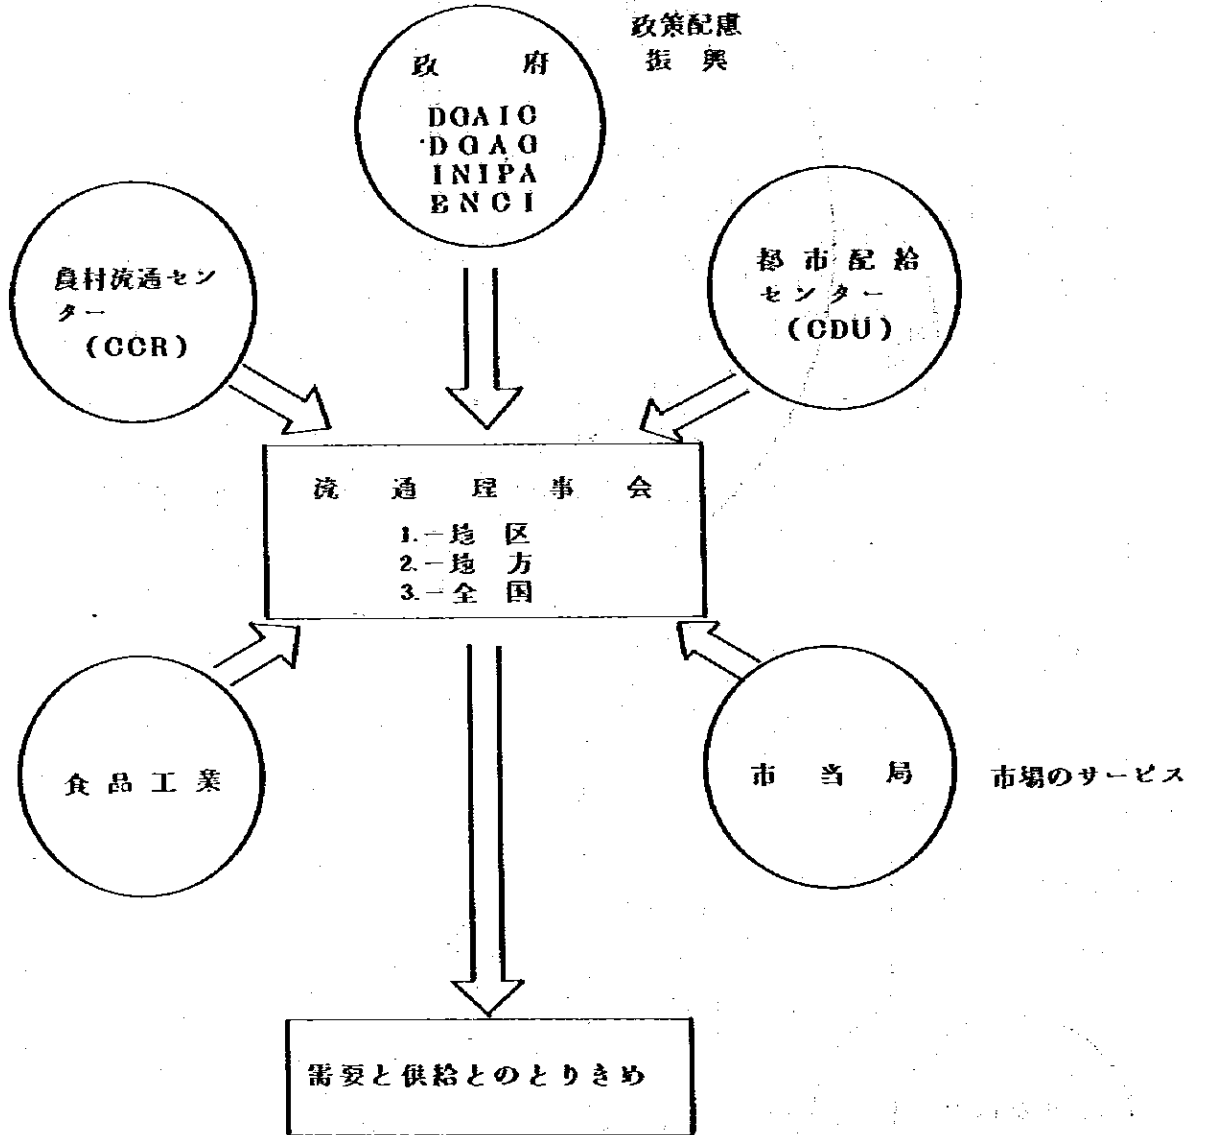 政策配慮
振興
政府
DGAIC
DGAG
INIPA
ENCI
農村流通セン
ター
(CCR)
都市配給
センター
(CDU)
流通理事会
1.-地区
2.-地方
3.-全国
食品工業
市当局
市場のサービス
需要と供給とのとりきめ